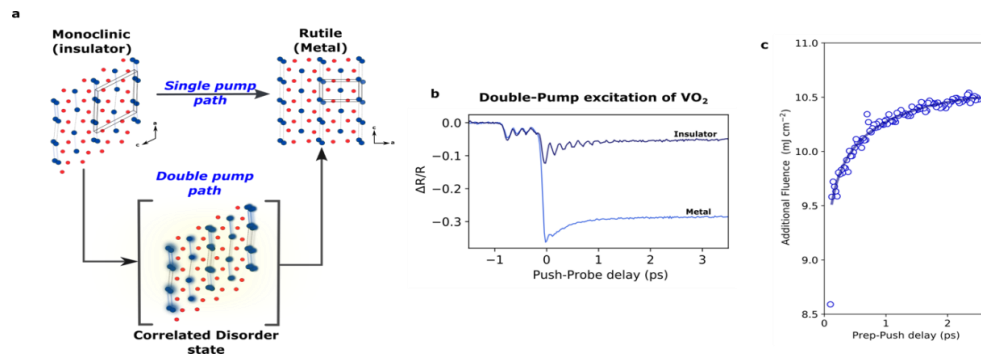 a
Monoclinic
(insulator)
Rutile
(Metal)
Single pump
path
a
c
c
a
Double pump
path
Correlated Disorder
state
b
Double-Pump excitation of VO₂
ΔR/R
0.0
−0.1
−0.2
−0.3
Insulator
Metal
−1
0
1
2
3
Push-Probe delay (ps)
c
Additional Fluence (mJ cm⁻²)
11.0
10.5
10.0
9.5
9.0
8.5
0
1
2
Prep-Push delay (ps)